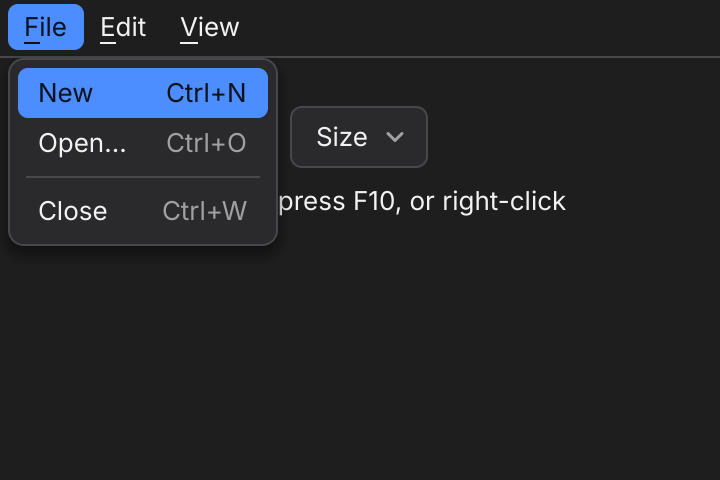 File Edit View
New Ctrl+N
Open... Ctrl+O
Size
Close Ctrl+W
press F10, or right-click